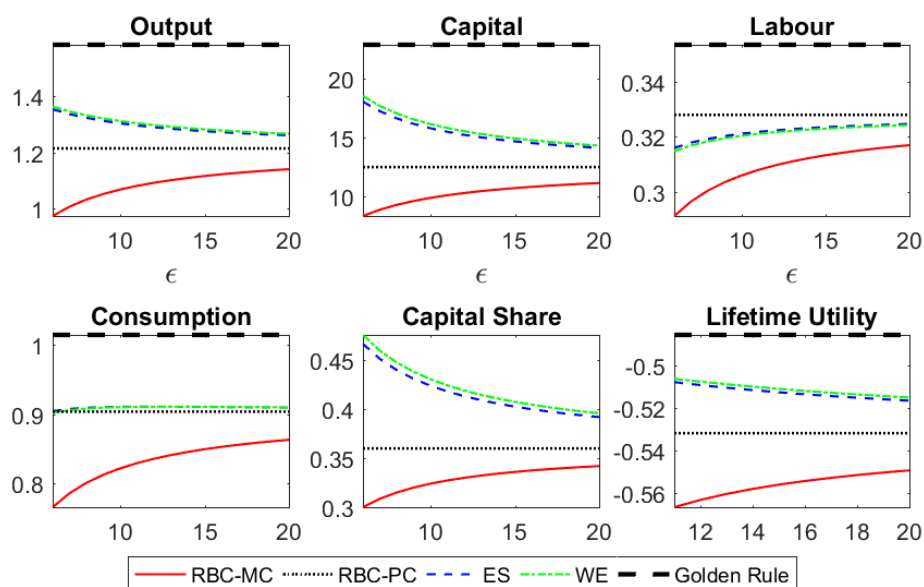 Output
Capital
Labour
1.4
1.2
1
20
15
10
0.34
0.32
0.3
10 15 20
10 15 20
10 15 20
ϵ
ϵ
ϵ
Consumption
Capital Share
Lifetime Utility
1
0.9
0.8
0.45
0.4
0.35
0.3
-0.5
-0.52
-0.54
-0.56
10 15 20
10 15 20
12 14 16 18 20
RBC-MC RBC-PC ES WE Golden Rule